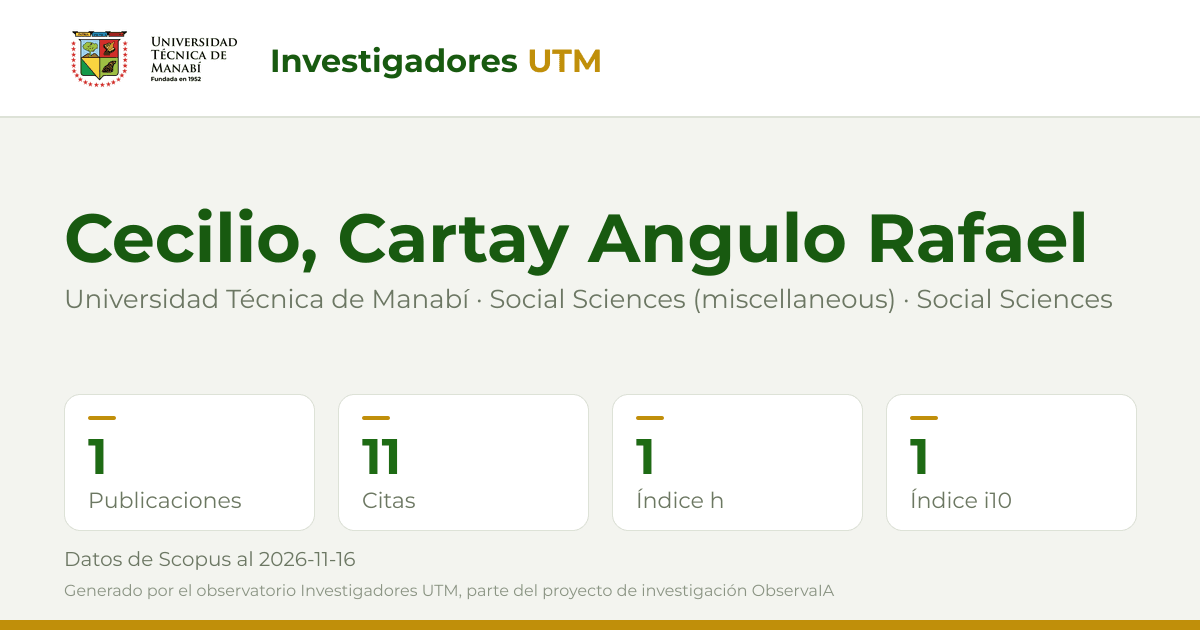 UNIVERSIDAD
TÉCNICA DE
MANABÍ
Fundada en 1952
Investigadores UTM
Cecilio, Cartay Angulo Rafael
Universidad Técnica de Manabí · Social Sciences (miscellaneous) · Social Sciences
1
Publicaciones
11
Citas
1
Índice h
1
Índice i10
Datos de Scopus al 2026-11-16
Generado por el observatorio Investigadores UTM, parte del proyecto de investigación ObservaIA